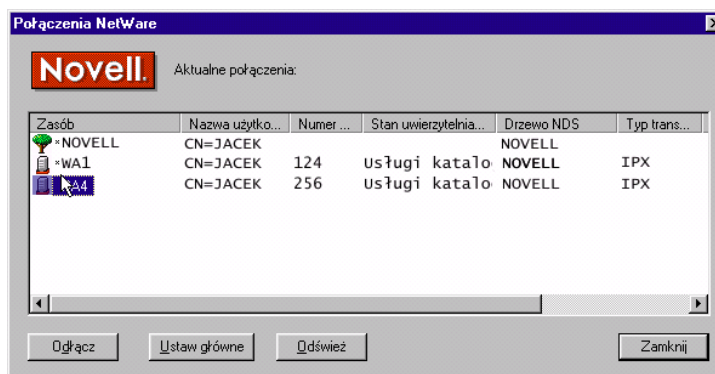 Połączenia NetWare
Novell.
Aktualne połączenia:
Zasób Nazwa użytko... Numer ... Stan uwierzytelnia... Drzewo NDS Typ trans...
*NOVELL CN=JACEK NOVELL
*WA1 CN=JACEK 124 Usługi katalo NOVELL IPX
A4 CN=JACEK 256 Usługi katalo NOVELL IPX
Odłącz Ustaw główne Odśwież Zamknij